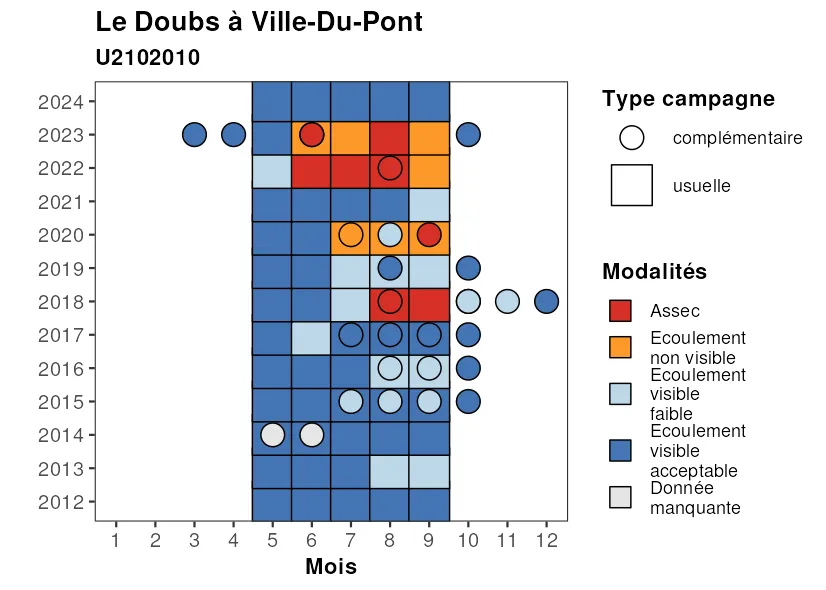 Le Doubs à Ville-Du-Pont
U2102010
2024
2023
2022
2021
2020
2019
2018
2017
2016
2015
2014
2013
2012
1 2 3 4 5 6 7 8 9 10 11 12
Mois
Type campagne
complémentaire
usuelle
Modalités
Assec
Ecoulement
non visible
Ecoulement
visible
faible
Ecoulement
visible
acceptable
Donnée
manquante